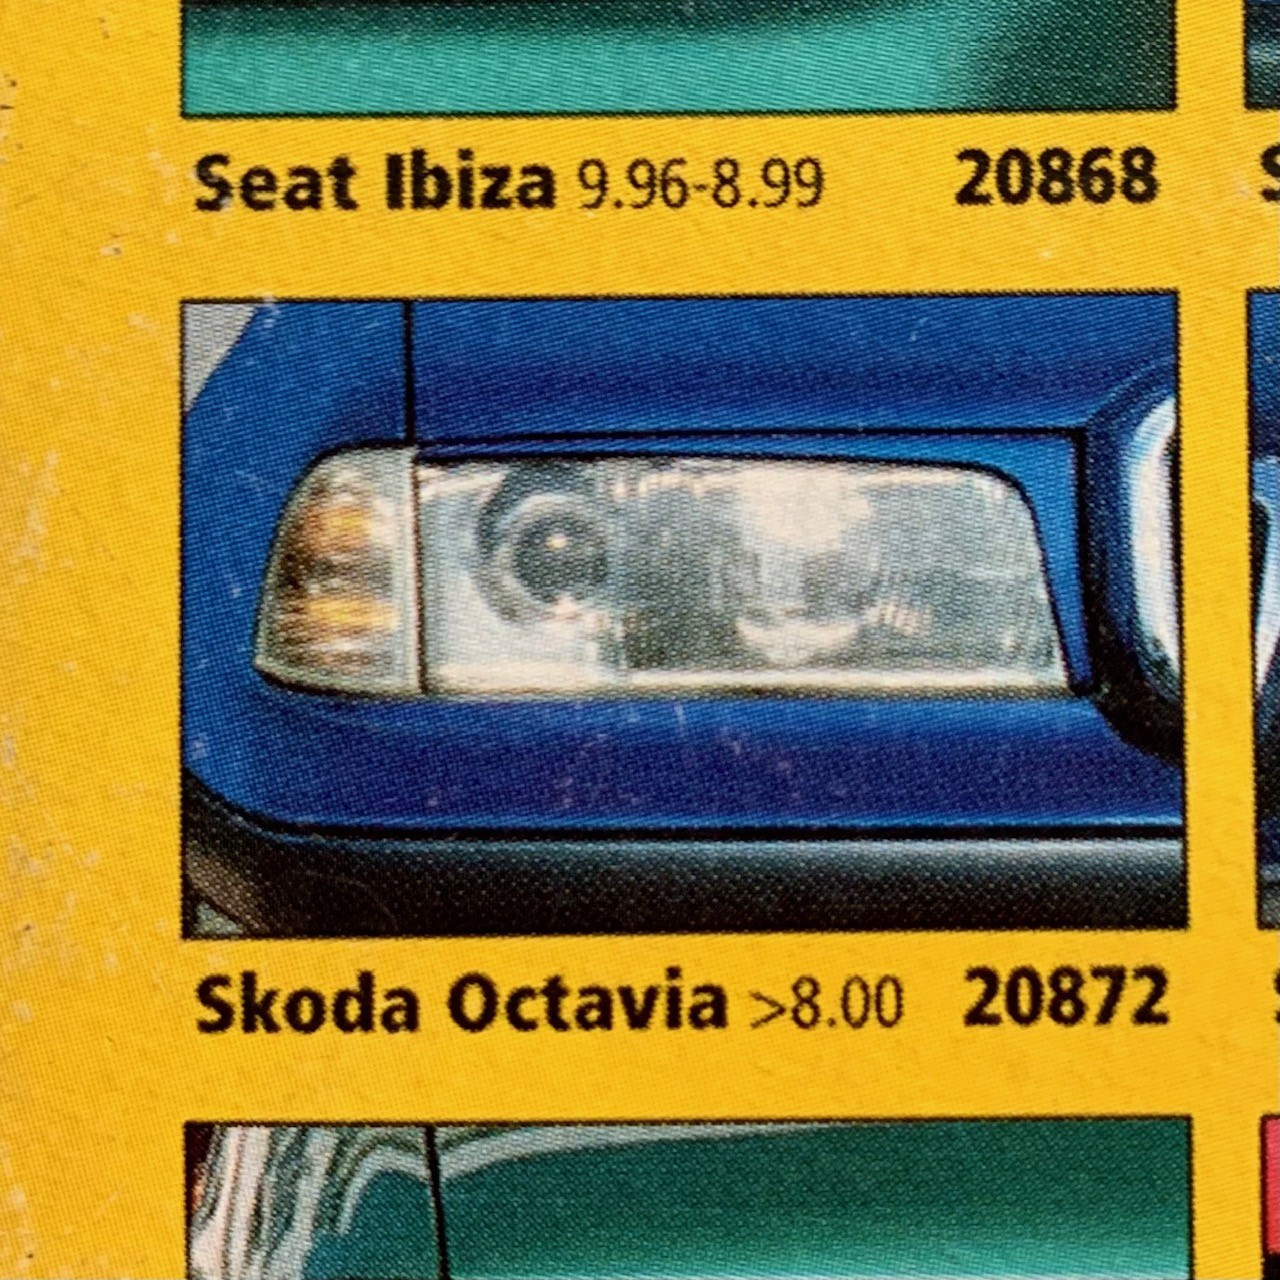 Seat Ibiza 9.96-8.99 20868
Skoda Octavia >8.00 20872